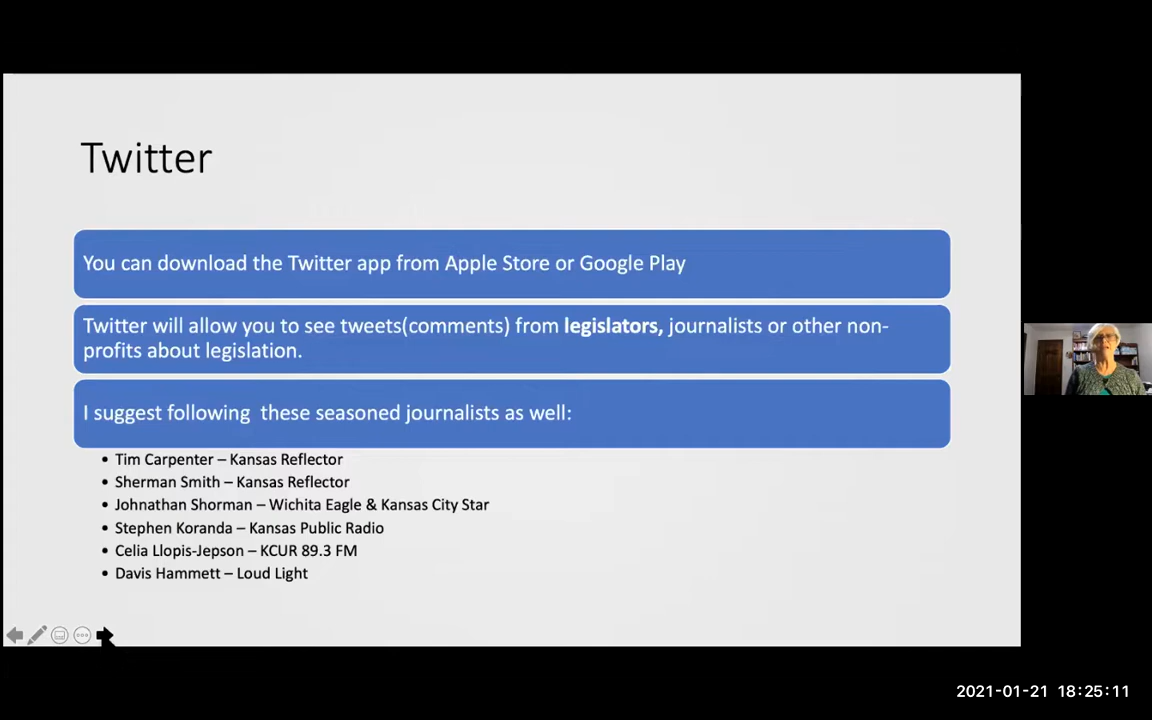 Twitter
You can download the Twitter app from Apple Store or Google Play
Twitter will allow you to see tweets(comments) from legislators, journalists or other non-
profits about legislation.
I suggest following  these seasoned journalists as well:
• Tim Carpenter – Kansas Reflector
• Sherman Smith – Kansas Reflector
• Johnathan Shorman – Wichita Eagle & Kansas City Star
• Stephen Koranda – Kansas Public Radio
• Celia Llopis-Jepson – KCUR 89.3 FM
• Davis Hammett – Loud Light
2021-01-21 18:25:11